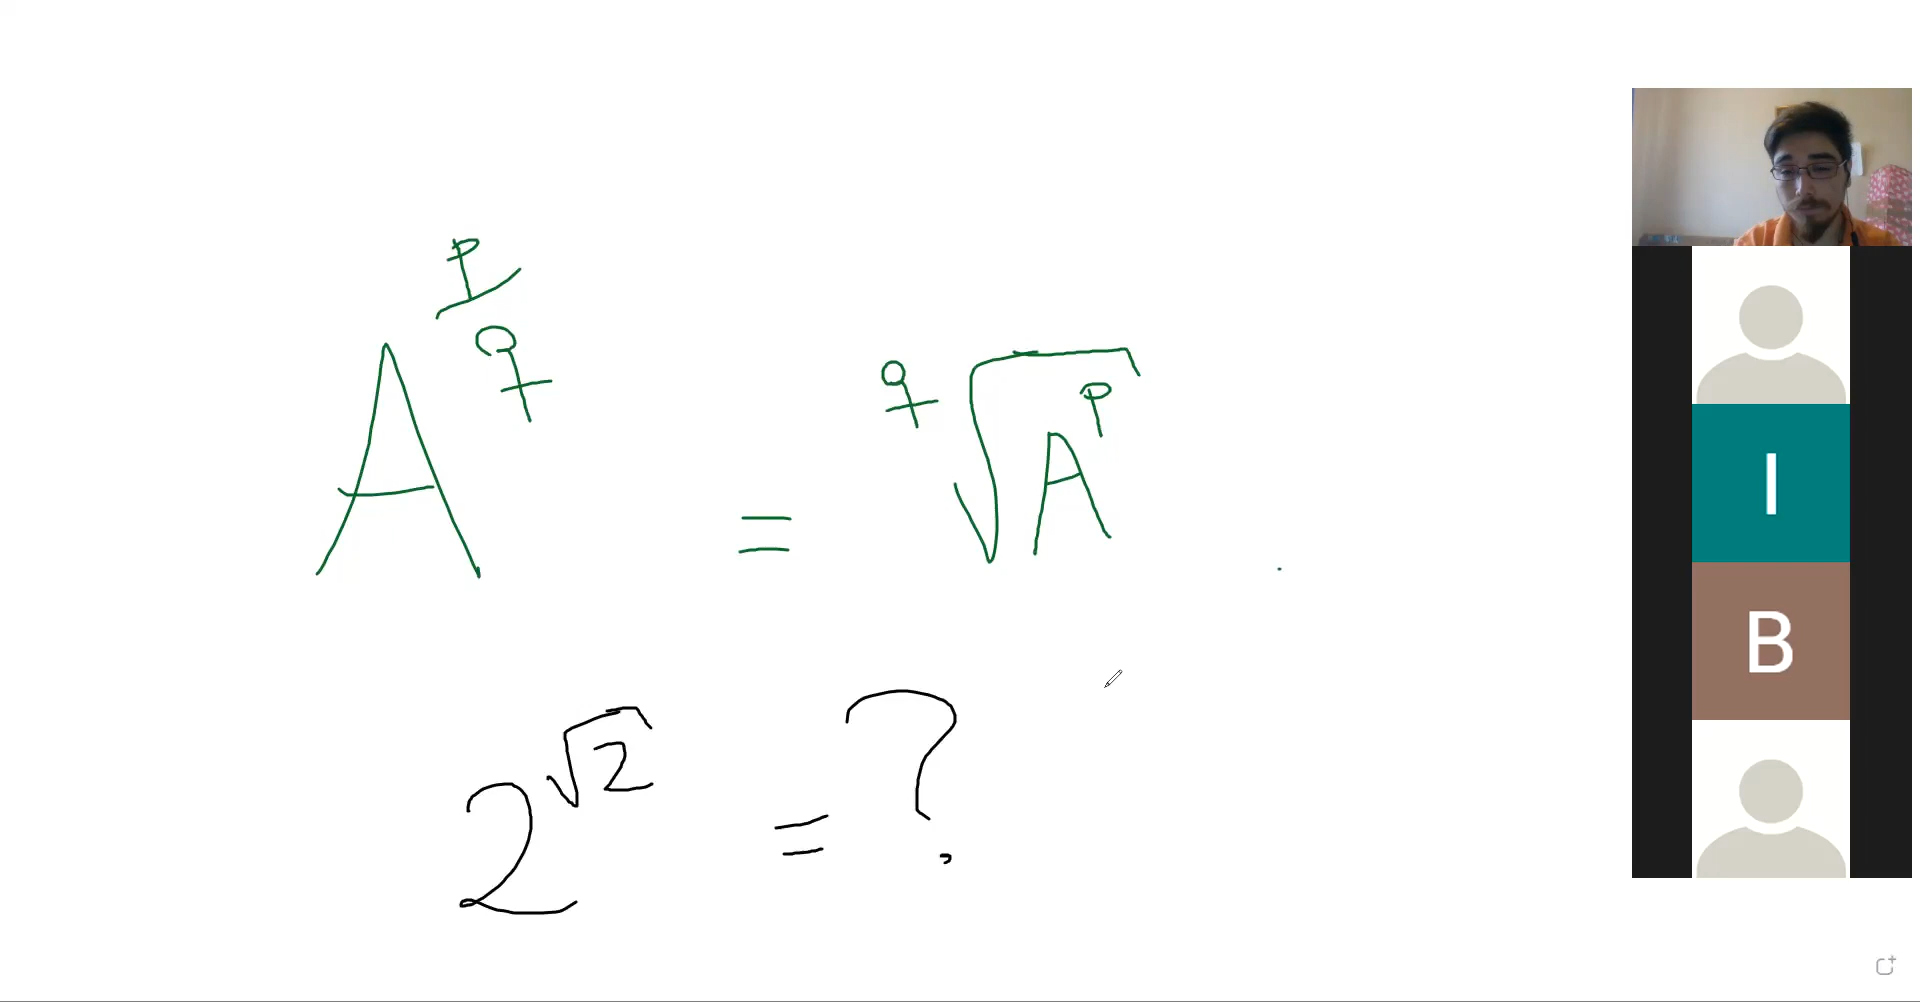 A^(p/q) = ^q√(A^p)
2^√2 = ?
I
B